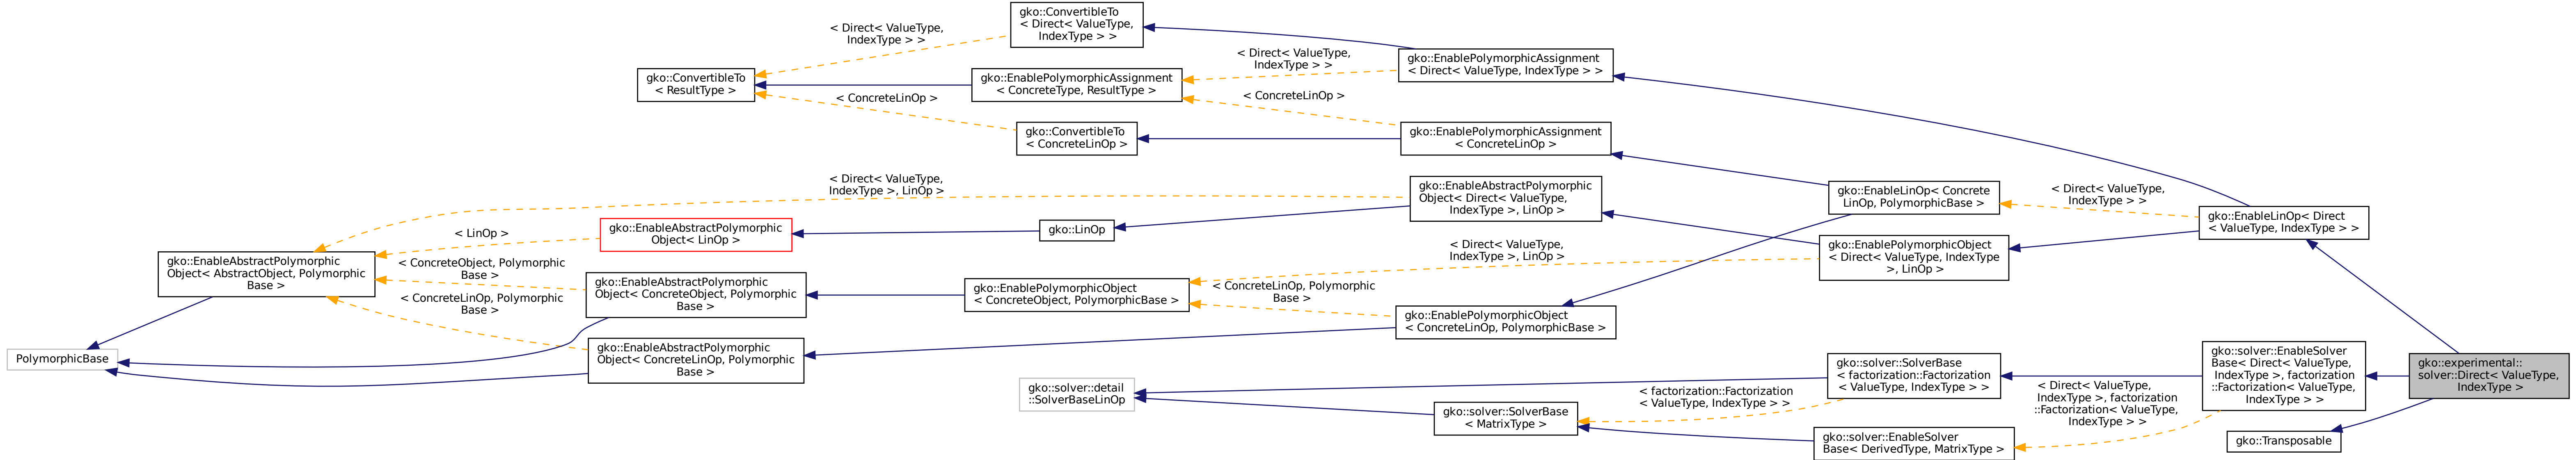 gko::ConvertibleTo
< Direct< ValueType,
IndexType > >
< Direct< ValueType,
IndexType > >
gko::ConvertibleTo
< ResultType >
gko::EnablePolymorphicAssignment
< ConcreteType, ResultType >
< Direct< ValueType,
IndexType > >
gko::EnablePolymorphicAssignment
< Direct< ValueType, IndexType > >
< ConcreteLinOp >
< ConcreteLinOp >
gko::ConvertibleTo
< ConcreteLinOp >
gko::EnablePolymorphicAssignment
< ConcreteLinOp >
< Direct< ValueType,
IndexType >, LinOp >
gko::EnableAbstractPolymorphic
Object< Direct< ValueType,
IndexType >, LinOp >
gko::EnableLinOp< Concrete
LinOp, PolymorphicBase >
< Direct< ValueType,
IndexType > >
gko::EnableLinOp< Direct
< ValueType, IndexType > >
gko::EnableAbstractPolymorphic
Object< LinOp >
gko::LinOp
< LinOp >
gko::EnableAbstractPolymorphic
Object< AbstractObject, Polymorphic
Base >
< ConcreteObject, Polymorphic
Base >
< Direct< ValueType,
IndexType >, LinOp >
gko::EnablePolymorphicObject
< Direct< ValueType, IndexType
>, LinOp >
gko::EnableAbstractPolymorphic
Object< ConcreteObject, Polymorphic
Base >
gko::EnablePolymorphicObject
< ConcreteObject, PolymorphicBase >
< ConcreteLinOp, Polymorphic
Base >
< ConcreteLinOp, Polymorphic
Base >
gko::EnablePolymorphicObject
< ConcreteLinOp, PolymorphicBase >
PolymorphicBase
gko::EnableAbstractPolymorphic
Object< ConcreteLinOp, Polymorphic
Base >
gko::solver::detail
::SolverBaseLinOp
gko::solver::SolverBase
< factorization::Factorization
< ValueType, IndexType > >
gko::solver::EnableSolver
Base< Direct< ValueType,
IndexType >, factorization
::Factorization< ValueType,
IndexType > >
gko::experimental::
solver::Direct< ValueType,
IndexType >
< factorization::Factorization
< ValueType, IndexType > >
gko::solver::SolverBase
< MatrixType >
< Direct< ValueType,
IndexType >, factorization
::Factorization< ValueType,
IndexType > >
gko::solver::EnableSolver
Base< DerivedType, MatrixType >
gko::Transposable